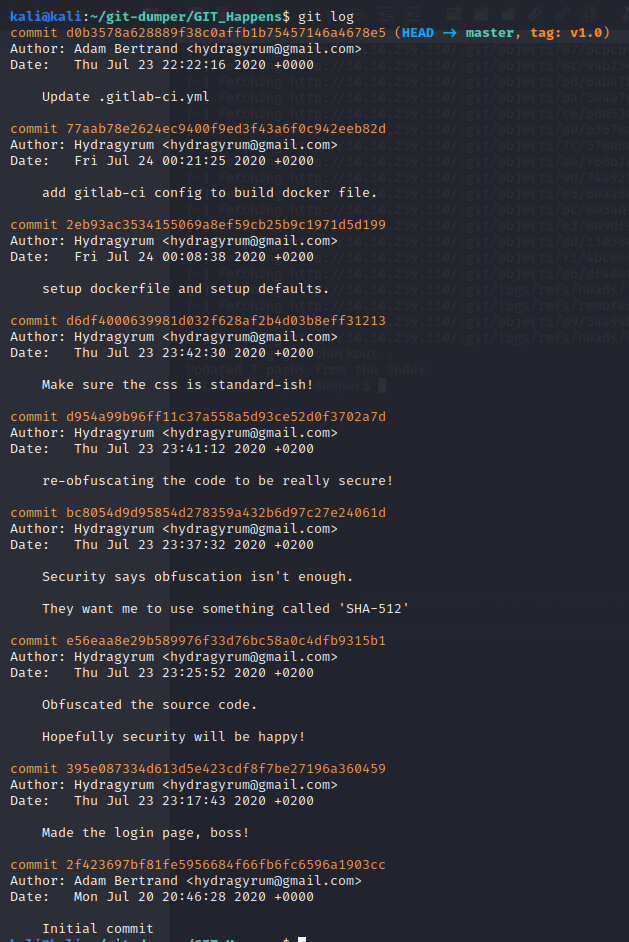 kali@kali:~/git-dumper/GIT_Happens$ git log
commit d0b3578a628889f38c0affb1b75457146a4678e5 (HEAD → master, tag: v1.0)
Author: Adam Bertrand <hydragyrum@gmail.com>
Date:   Thu Jul 23 22:22:16 2020 +0000
Update .gitlab-ci.yml
commit 77aab78e2624ec9400f9ed3f43a6f0c942eeb82d
Author: Hydragyrum <hydragyrum@gmail.com>
Date:   Fri Jul 24 00:21:25 2020 +0200
add gitlab-ci config to build docker file.
commit 2eb93ac3534155069a8ef59cb25b9c1971d5d199
Author: Hydragyrum <hydragyrum@gmail.com>
Date:   Fri Jul 24 00:08:38 2020 +0200
setup dockerfile and setup defaults.
commit d6df4000639981d032f628af2b4d03b8eff31213
Author: Hydragyrum <hydragyrum@gmail.com>
Date:   Thu Jul 23 23:42:30 2020 +0200
Make sure the css is standard-ish!
commit d954a99b96ff11c37a558a5d93ce52d0f3702a7d
Author: Hydragyrum <hydragyrum@gmail.com>
Date:   Thu Jul 23 23:41:12 2020 +0200
re-obfuscating the code to be really secure!
commit bc8054d9d95854d278359a432b6d97c27e24061d
Author: Hydragyrum <hydragyrum@gmail.com>
Date:   Thu Jul 23 23:37:32 2020 +0200
Security says obfuscation isn't enough.
They want me to use something called 'SHA-512'
commit e56eaa8e29b589976f33d76bc58a0c4dfb9315b1
Author: Hydragyrum <hydragyrum@gmail.com>
Date:   Thu Jul 23 23:25:52 2020 +0200
Obfuscated the source code.
Hopefully security will be happy!
commit 395e087334d613d5e423cdf8f7be27196a360459
Author: Hydragyrum <hydragyrum@gmail.com>
Date:   Thu Jul 23 23:17:43 2020 +0200
Made the login page, boss!
commit 2f423697bf81fe5956684f66fb6fc6596a1903cc
Author: Adam Bertrand <hydragyrum@gmail.com>
Date:   Mon Jul 20 20:46:28 2020 +0000
Initial commit